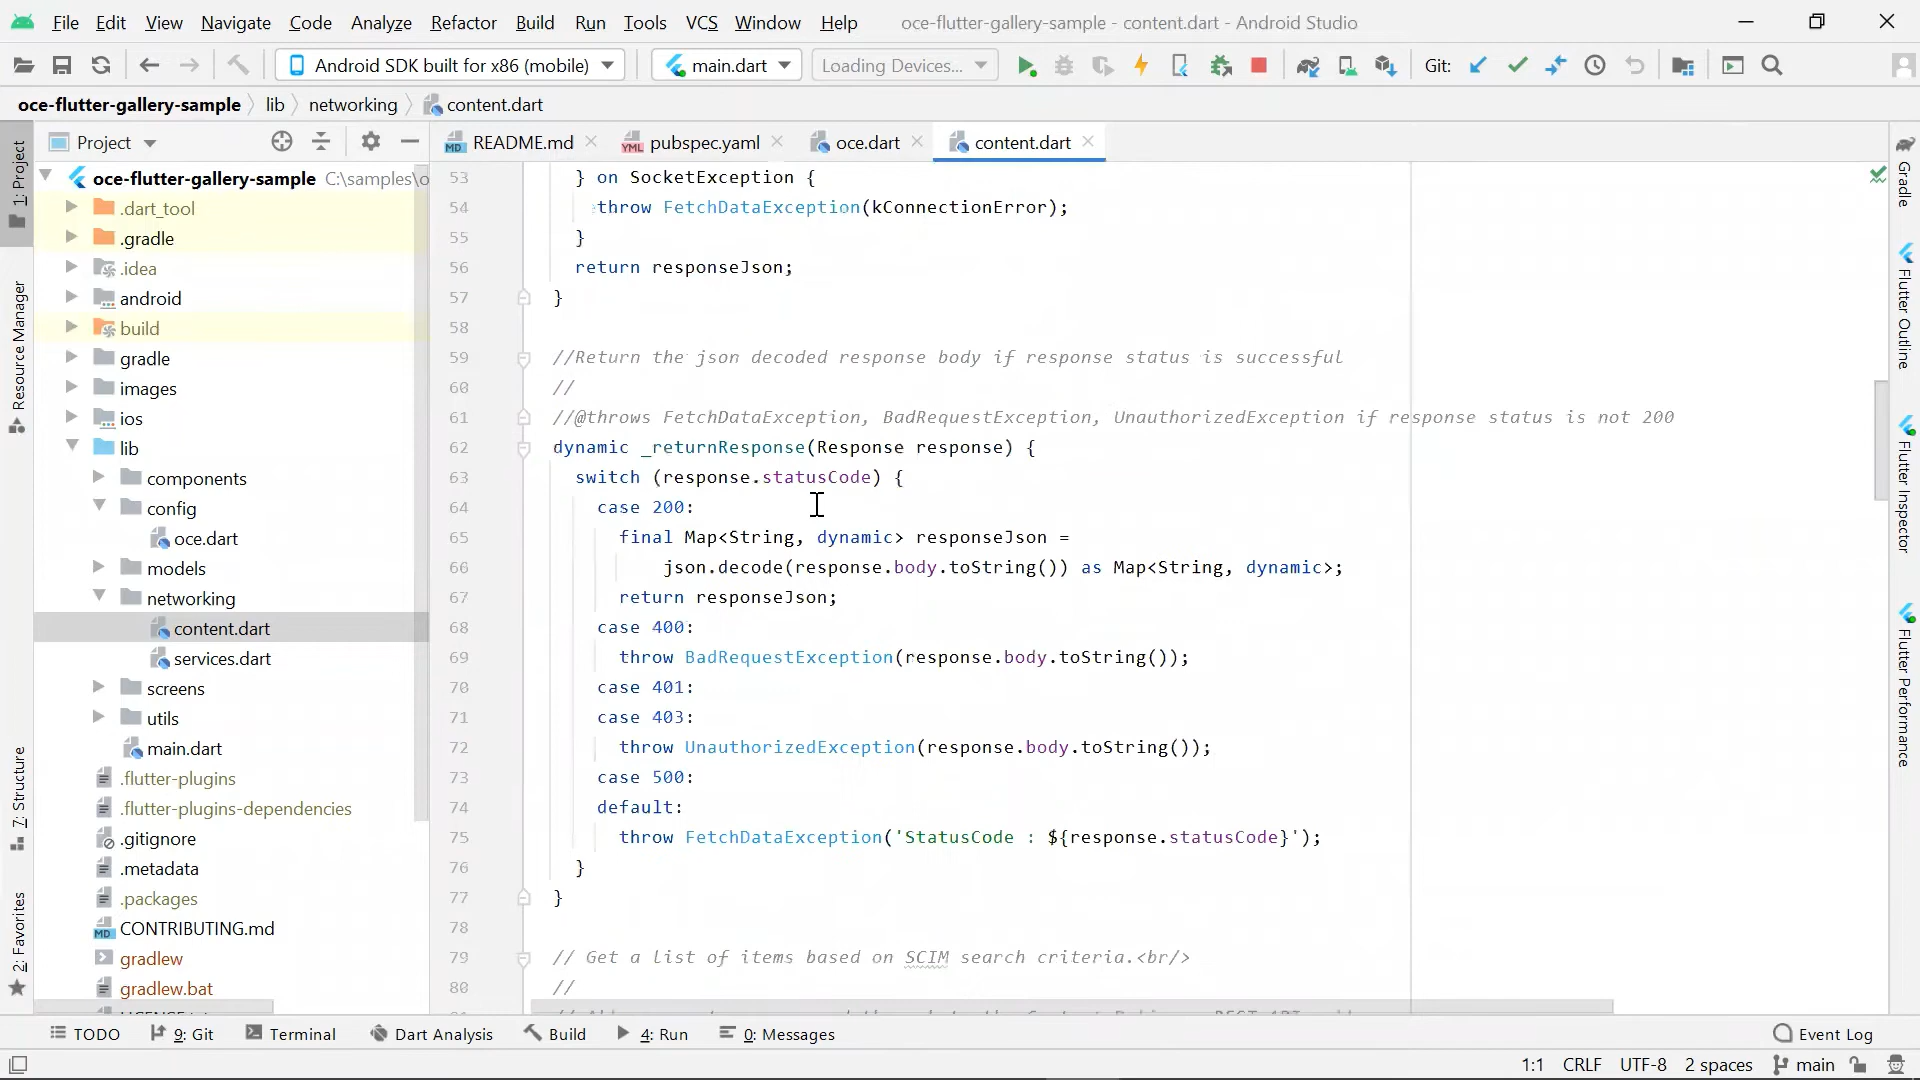 File Edit View Navigate Code Analyze Refactor Build Run Tools VCS Window Help oce-flutter-gallery-sample - content.dart - Android Studio
Android SDK built for x86 (mobile) main.dart Loading Devices... Git:
oce-flutter-gallery-sample lib networking content.dart
Project README.md pubspec.yaml oce.dart content.dart
1: Project
Resource Manager
7: Structure
2: Favorites
oce-flutter-gallery-sample C:\samples\o
.dart_tool
.gradle
.idea
android
build
gradle
images
ios
lib
components
config
oce.dart
models
networking
content.dart
services.dart
screens
utils
main.dart
.flutter-plugins
.flutter-plugins-dependencies
.gitignore
.metadata
.packages
CONTRIBUTING.md
gradlew
gradlew.bat
53 } on SocketException {
54 throw FetchDataException(kConnectionError);
55 }
56 return responseJson;
57 }
58
59 //Return the json decoded response body if response status is successful
60 //
61 //@throws FetchDataException, BadRequestException, UnauthorizedException if response status is not 200
62 dynamic _returnResponse(Response response) {
63 switch (response.statusCode) {
64 case 200:
65 final Map<String, dynamic> responseJson =
66 json.decode(response.body.toString()) as Map<String, dynamic>;
67 return responseJson;
68 case 400:
69 throw BadRequestException(response.body.toString());
70 case 401:
71 case 403:
72 throw UnauthorizedException(response.body.toString());
73 case 500:
74 default:
75 throw FetchDataException('StatusCode : ${response.statusCode}');
76 }
77 }
78
79 // Get a list of items based on SCIM search criteria.<br/>
80 //
Gradle
Flutter Outline
Flutter Inspector
Flutter Performance
TODO 9: Git Terminal Dart Analysis Build 4: Run 0: Messages Event Log
1:1 CRLF UTF-8 2 spaces main